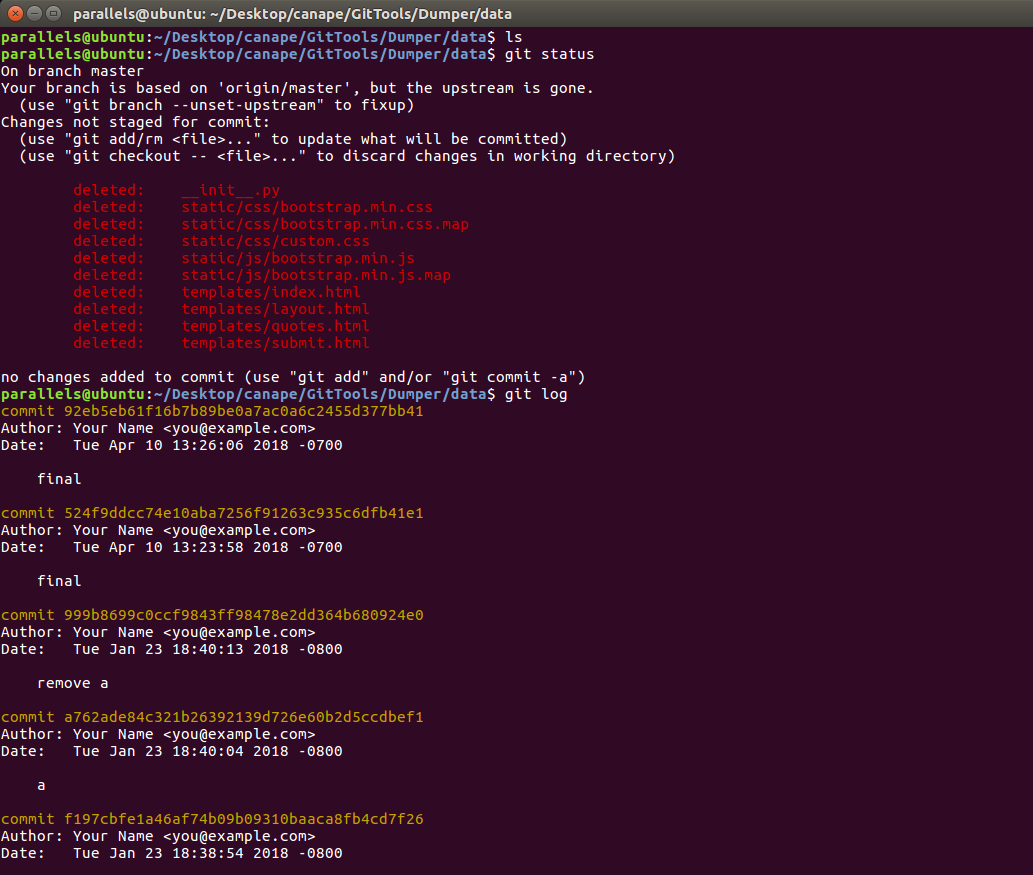 parallels@ubuntu: ~/Desktop/canape/GitTools/Dumper/data
parallels@ubuntu:~/Desktop/canape/GitTools/Dumper/data$ ls
parallels@ubuntu:~/Desktop/canape/GitTools/Dumper/data$ git status
On branch master
Your branch is based on 'origin/master', but the upstream is gone.
  (use "git branch --unset-upstream" to fixup)
Changes not staged for commit:
  (use "git add/rm <file>..." to update what will be committed)
  (use "git checkout -- <file>..." to discard changes in working directory)
        deleted:    __init__.py
        deleted:    static/css/bootstrap.min.css
        deleted:    static/css/bootstrap.min.css.map
        deleted:    static/css/custom.css
        deleted:    static/js/bootstrap.min.js
        deleted:    static/js/bootstrap.min.js.map
        deleted:    templates/index.html
        deleted:    templates/layout.html
        deleted:    templates/quotes.html
        deleted:    templates/submit.html
no changes added to commit (use "git add" and/or "git commit -a")
parallels@ubuntu:~/Desktop/canape/GitTools/Dumper/data$ git log
commit 92eb5eb61f16b7b89be0a7ac0a6c2455d377bb41
Author: Your Name <you@example.com>
Date:   Tue Apr 10 13:26:06 2018 -0700
    final
commit 524f9ddcc74e10aba7256f91263c935c6dfb41e1
Author: Your Name <you@example.com>
Date:   Tue Apr 10 13:23:58 2018 -0700
    final
commit 999b8699c0ccf9843ff98478e2dd364b680924e0
Author: Your Name <you@example.com>
Date:   Tue Jan 23 18:40:13 2018 -0800
    remove a
commit a762ade84c321b26392139d726e60b2d5ccdbef1
Author: Your Name <you@example.com>
Date:   Tue Jan 23 18:40:04 2018 -0800
    a
commit f197cbfe1a46af74b09b09310baaca8fb4cd7f26
Author: Your Name <you@example.com>
Date:   Tue Jan 23 18:38:54 2018 -0800